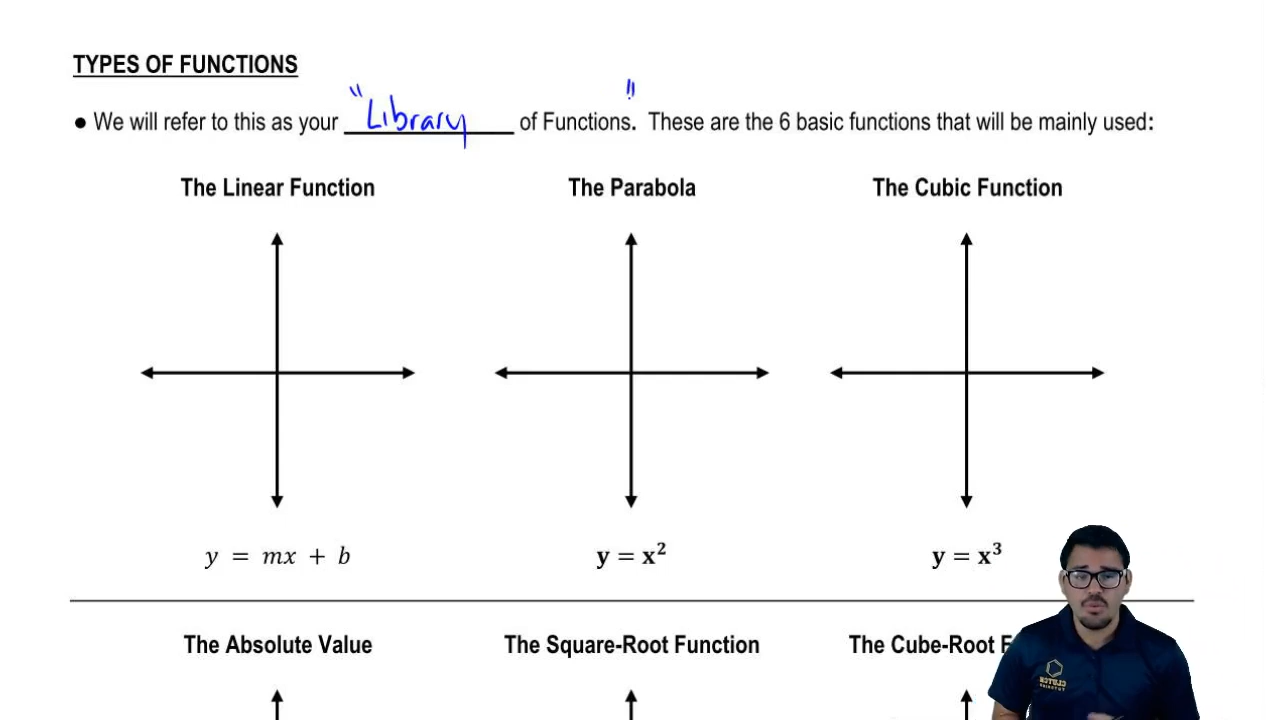 TYPES OF FUNCTIONS
● We will refer to this as your "Library of Functions." These are the 6 basic functions that will be mainly used:
The Linear Function The Parabola The Cubic Function
y = mx + b y = x² y = x³
The Absolute Value The Square-Root Function The Cube-Root F